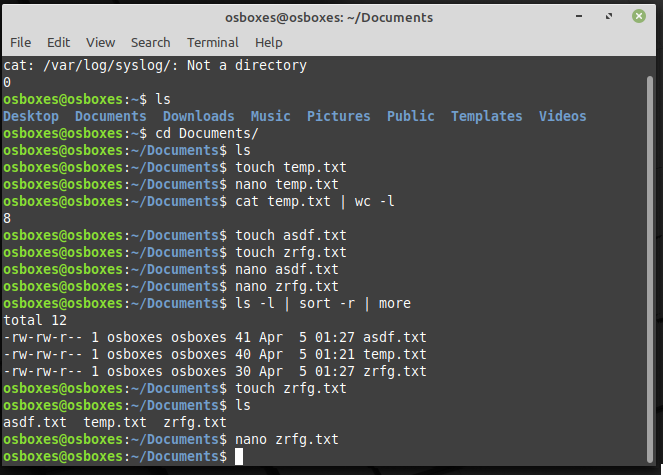 osboxes@osboxes: ~/Documents
File Edit View Search Terminal Help
cat: /var/log/syslog/: Not a directory
0
osboxes@osboxes:~$ ls
Desktop  Documents  Downloads  Music  Pictures  Public  Templates  Videos
osboxes@osboxes:~$ cd Documents/
osboxes@osboxes:~/Documents$ ls
osboxes@osboxes:~/Documents$ touch temp.txt
osboxes@osboxes:~/Documents$ nano temp.txt
osboxes@osboxes:~/Documents$ cat temp.txt | wc -l
8
osboxes@osboxes:~/Documents$ touch asdf.txt
osboxes@osboxes:~/Documents$ touch zrfg.txt
osboxes@osboxes:~/Documents$ nano asdf.txt
osboxes@osboxes:~/Documents$ nano zrfg.txt
osboxes@osboxes:~/Documents$ ls -l | sort -r | more
total 12
-rw-rw-r-- 1 osboxes osboxes 41 Apr  5 01:27 asdf.txt
-rw-rw-r-- 1 osboxes osboxes 40 Apr  5 01:21 temp.txt
-rw-rw-r-- 1 osboxes osboxes 30 Apr  5 01:27 zrfg.txt
osboxes@osboxes:~/Documents$ touch zrfg.txt
osboxes@osboxes:~/Documents$ ls
asdf.txt  temp.txt  zrfg.txt
osboxes@osboxes:~/Documents$ nano zrfg.txt
osboxes@osboxes:~/Documents$